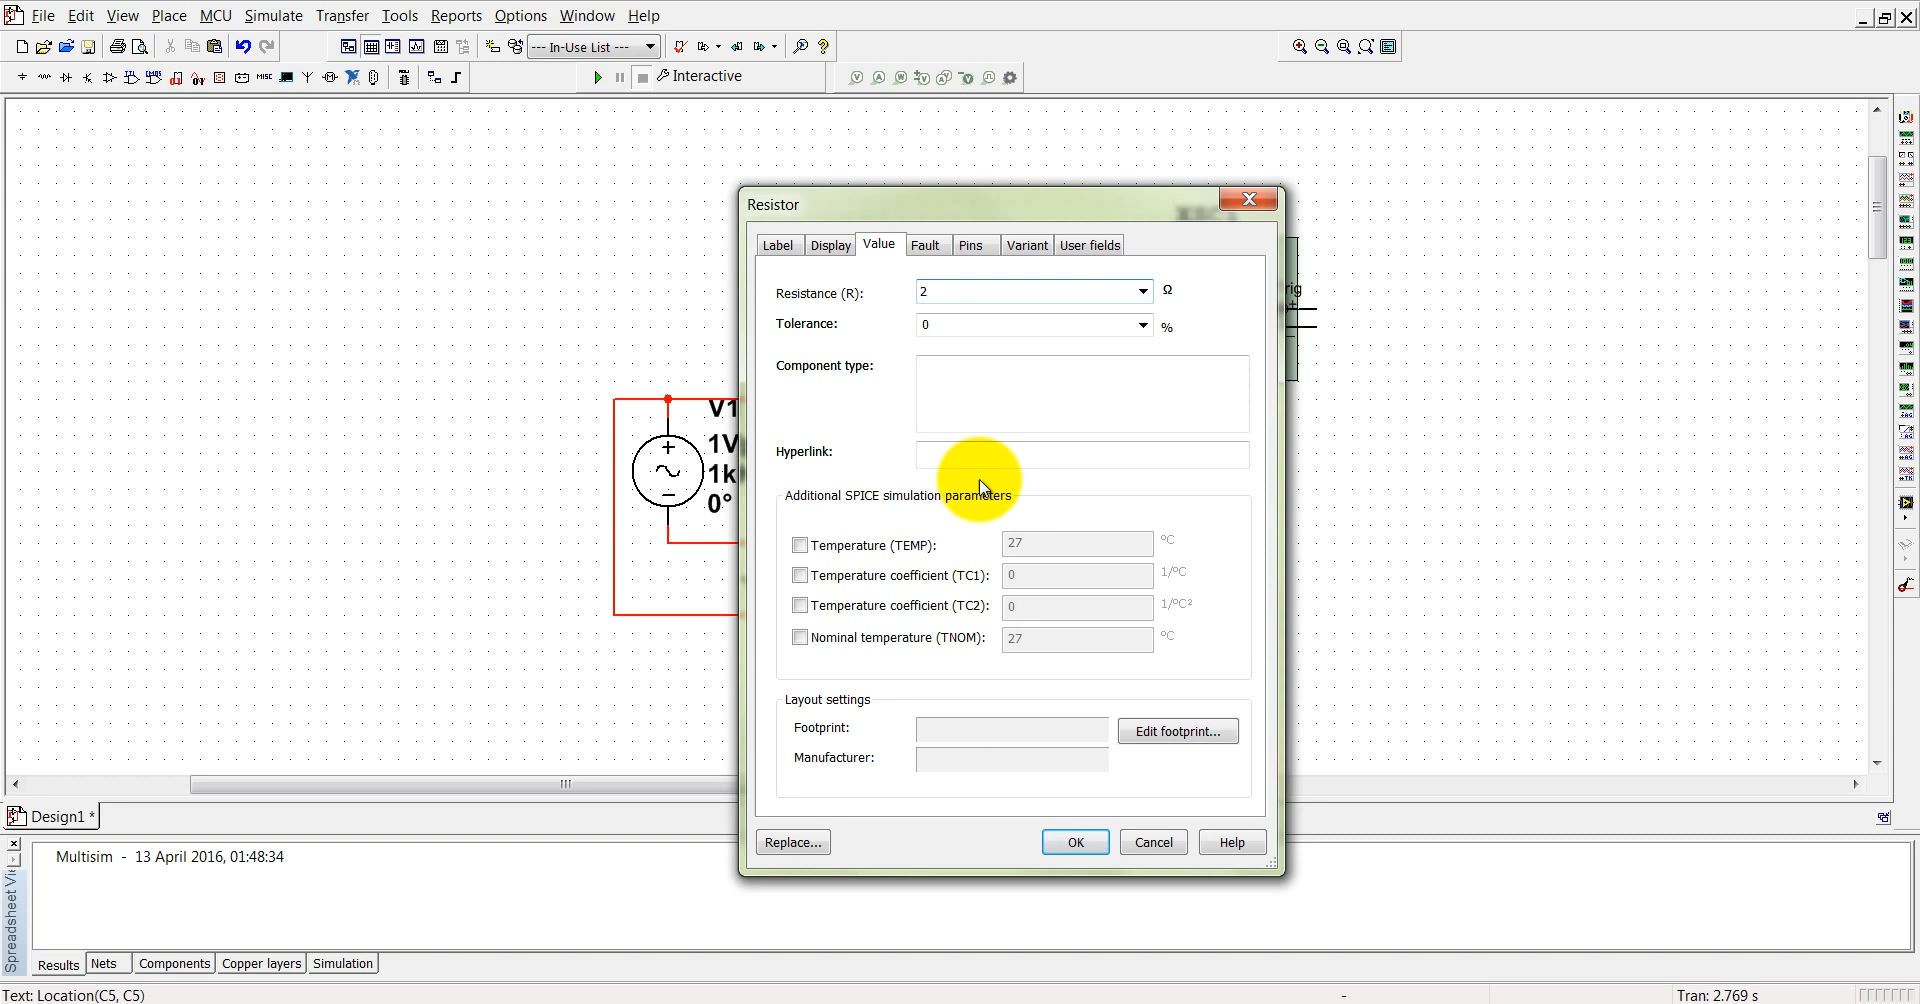 File Edit View Place MCU Simulate Transfer Tools Reports Options Window Help
--- In-Use List ---
Interactive
Resistor
Label Display Value Fault Pins Variant User fields
Resistance (R): 2 Ω
Tolerance: 0 %
Component type:
Hyperlink:
Additional SPICE simulation parameters
Temperature (TEMP): 27 °C
Temperature coefficient (TC1): 0 1/°C
Temperature coefficient (TC2): 0 1/°C²
Nominal temperature (TNOM): 27 °C
Layout settings
Footprint: Edit footprint...
Manufacturer:
Replace... OK Cancel Help
V1
1V
1k
0°
Design1 *
Multisim - 13 April 2016, 01:48:34
Results Nets Components Copper layers Simulation
Text: Location(C5, C5) - Tran: 2.769 s